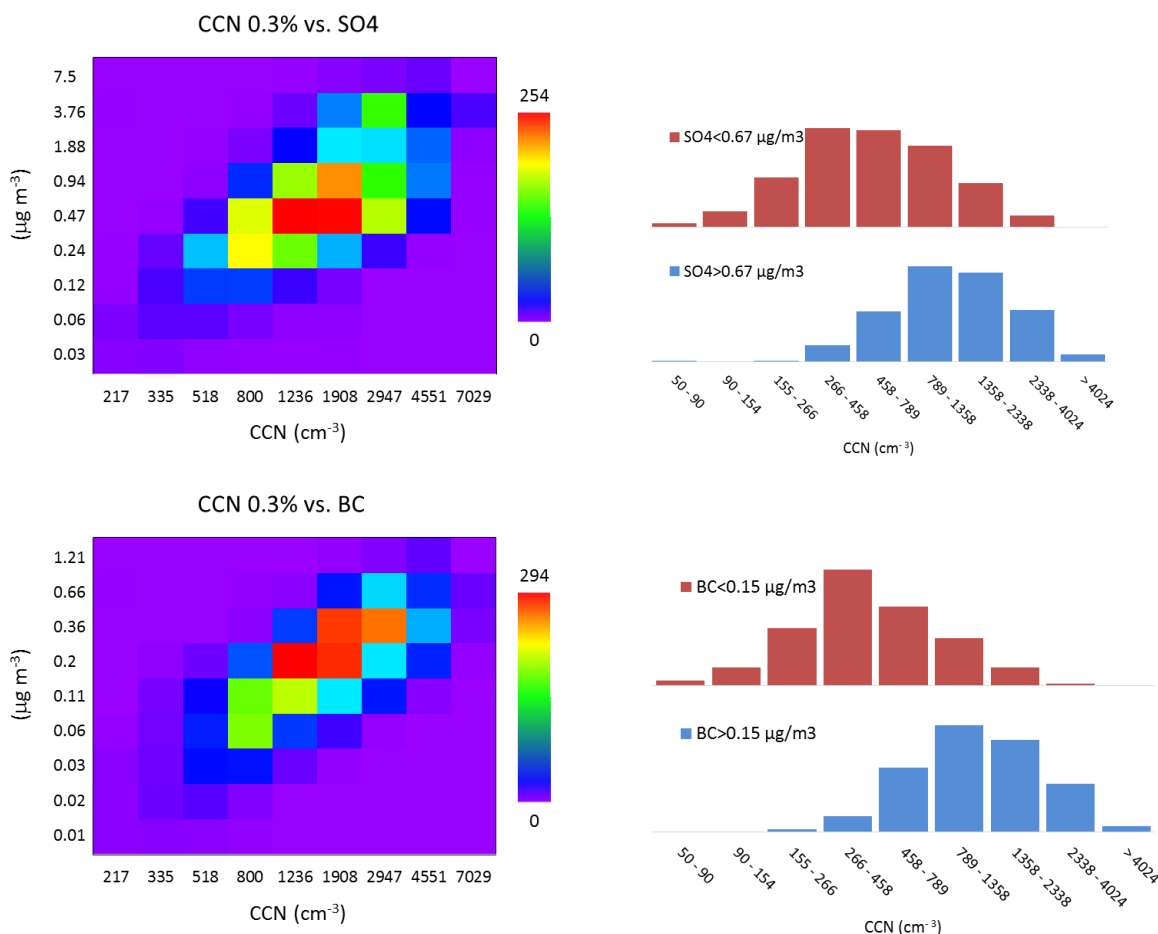 CCN 0.3% vs. SO4
7.5
3.76
1.88
0.94
0.47
0.24
0.12
0.06
0.03
(µg m⁻³)
217 335 518 800 1236 1908 2947 4551 7029
CCN (cm⁻³)
254
0
SO4<0.67 µg/m3
SO4>0.67 µg/m3
50 - 90
90 - 154
155 - 266
266 - 458
458 - 789
789 - 1358
1358 - 2338
2338 - 4024
> 4024
CCN (cm⁻³)
CCN 0.3% vs. BC
1.21
0.66
0.36
0.2
0.11
0.06
0.03
0.02
0.01
(µg m⁻³)
217 335 518 800 1236 1908 2947 4551 7029
CCN (cm⁻³)
294
0
BC<0.15 µg/m3
BC>0.15 µg/m3
50 - 90
90 - 154
155 - 266
266 - 458
458 - 789
789 - 1358
1358 - 2338
2338 - 4024
> 4024
CCN (cm⁻³)